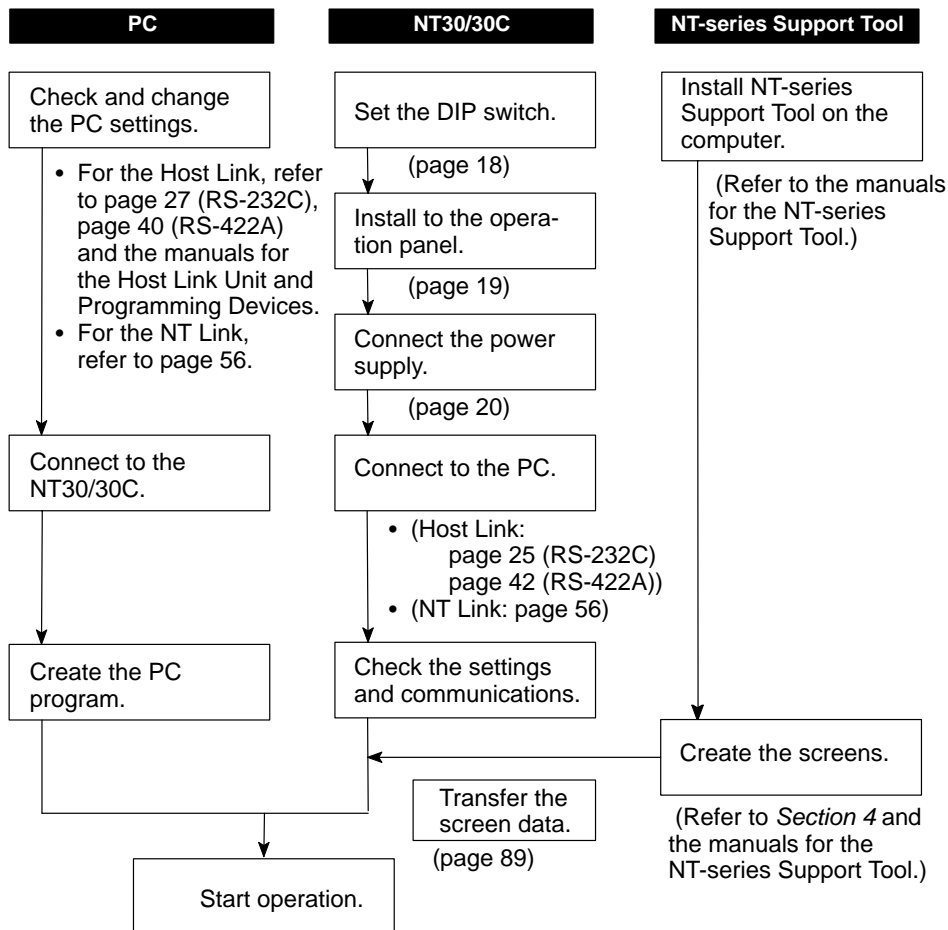 PC
NT30/30C
NT-series Support Tool
Check and change
the PC settings.
• For the Host Link, refer
to page 27 (RS-232C),
page 40 (RS-422A)
and the manuals for
the Host Link Unit and
Programming Devices.
• For the NT Link,
refer to page 56.
Connect to the
NT30/30C.
Create the PC
program.
Set the DIP switch.
(page 18)
Install to the opera-
tion panel.
(page 19)
Connect the power
supply.
(page 20)
Connect to the PC.
• (Host Link:
page 25 (RS-232C)
page 42 (RS-422A))
• (NT Link: page 56)
Check the settings
and communications.
Install NT-series
Support Tool on the
computer.
(Refer to the manuals
for the NT-series
Support Tool.)
Create the screens.
(Refer to Section 4 and
the manuals for the
NT-series Support Tool.)
Transfer the
screen data.
(page 89)
Start operation.